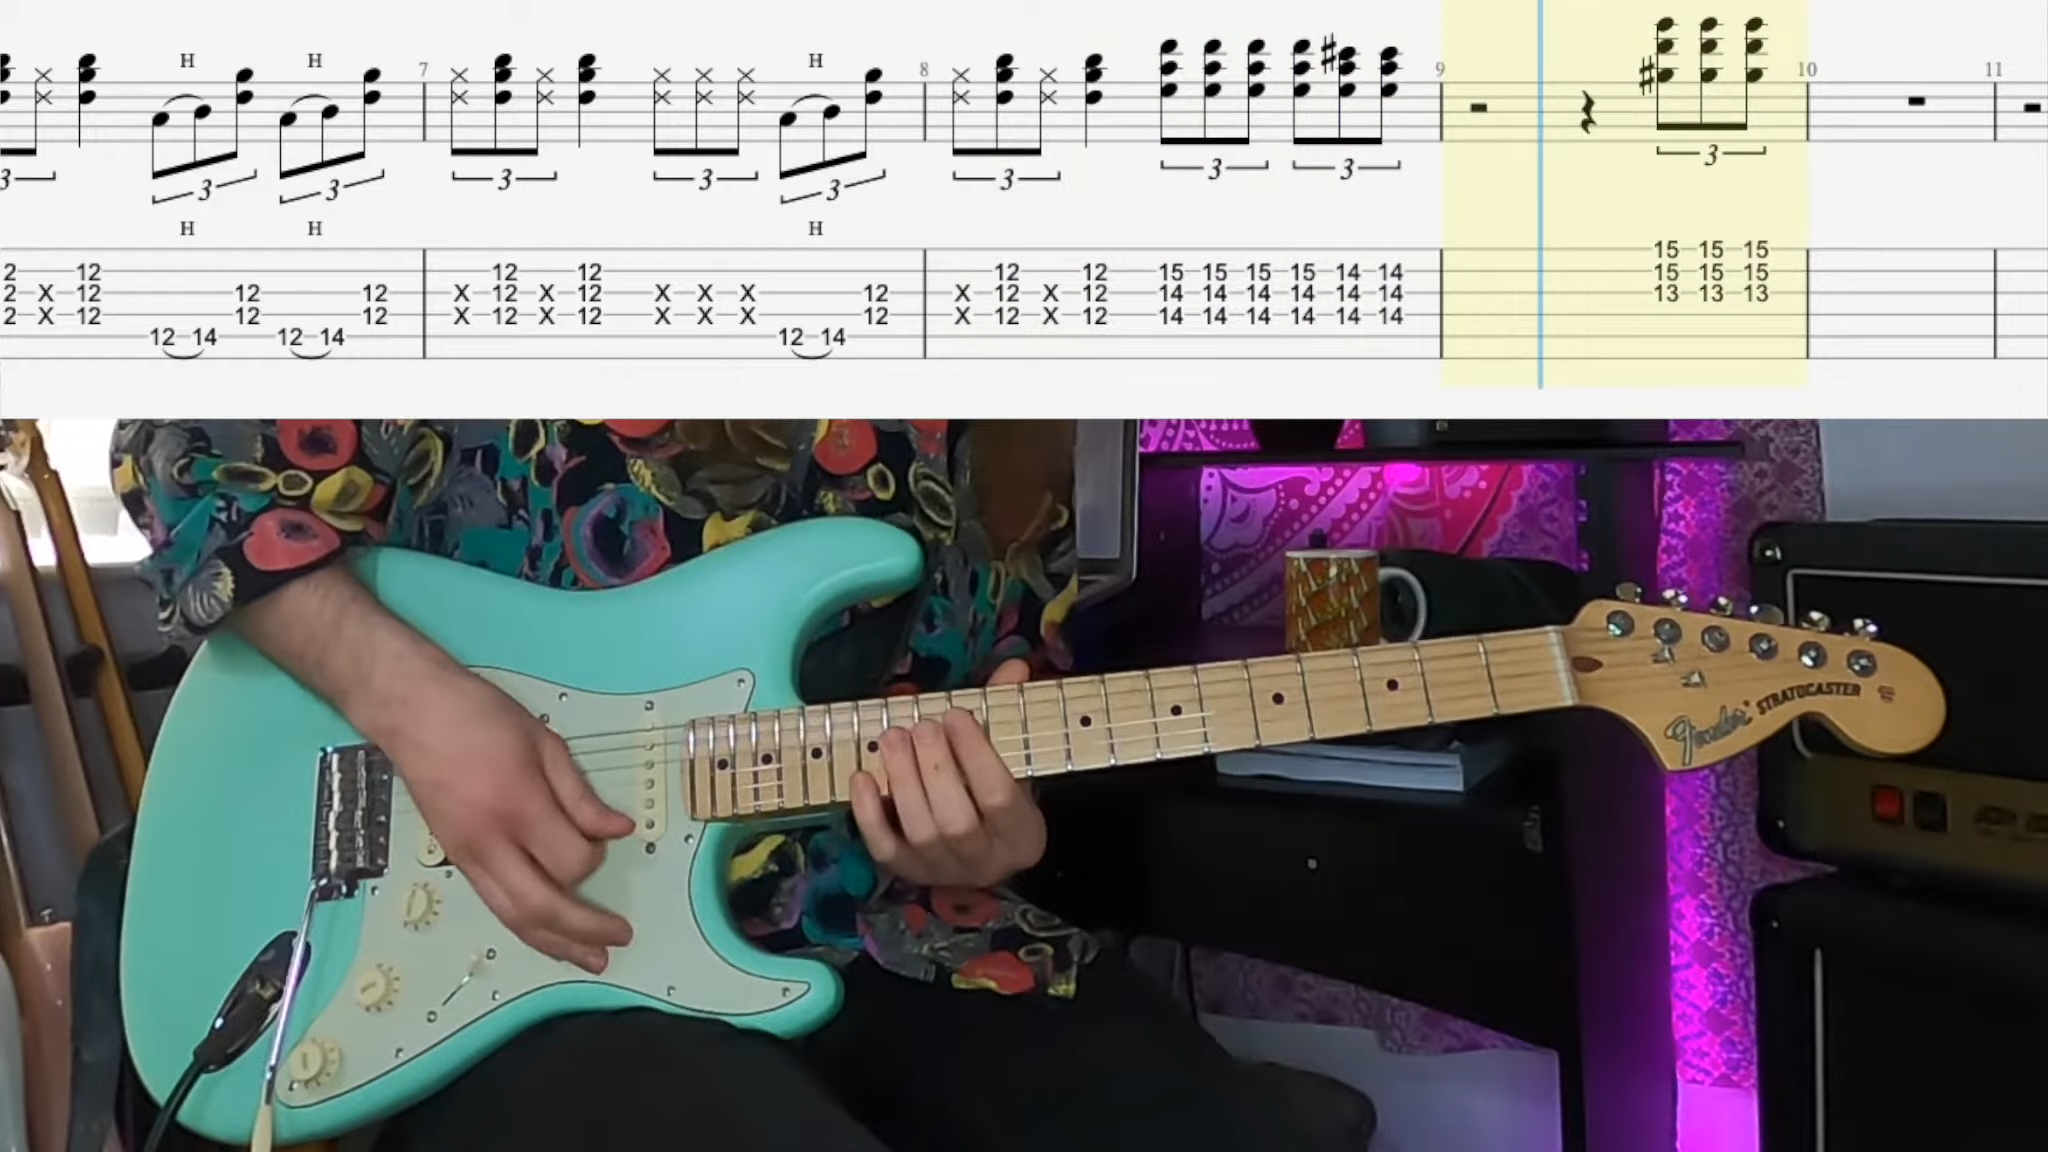 H H 7 H 8 9 10 11
3 3 3 3 3 3 3 3 3 3
H H H
15 15 15
2 12 12 12 12 12 15 15 15 15 14 14 15 15 15
2 X 12 12 12 X 12 X 12 X X X 12 X 12 X 12 14 14 14 14 14 14 13 13 13
2 X 12 12 12 X 12 X 12 X X X 12 X 12 X 12 14 14 14 14 14 14
12 14 12 14 12 14
Fender STRATOCASTER